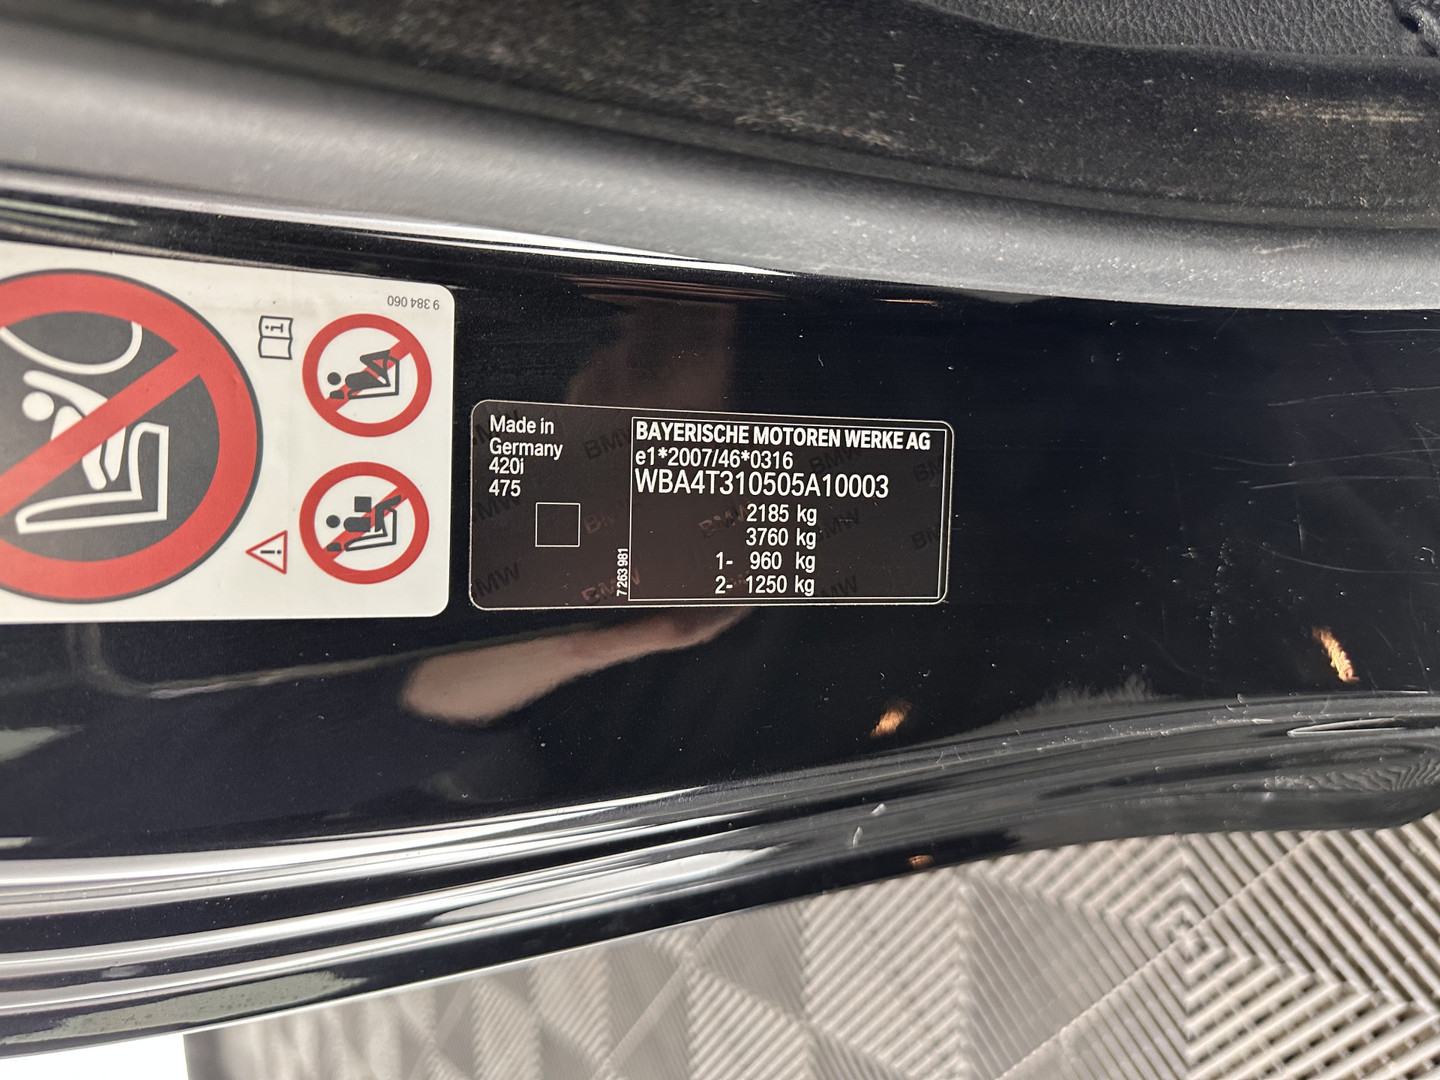 9 384 060
Made in
Germany
420i
475
7 263 981
BAYERISCHE MOTOREN WERKE AG
e1*2007/46*0316
WBA4T310505A10003
2185 kg
3760 kg
1- 960 kg
2- 1250 kg